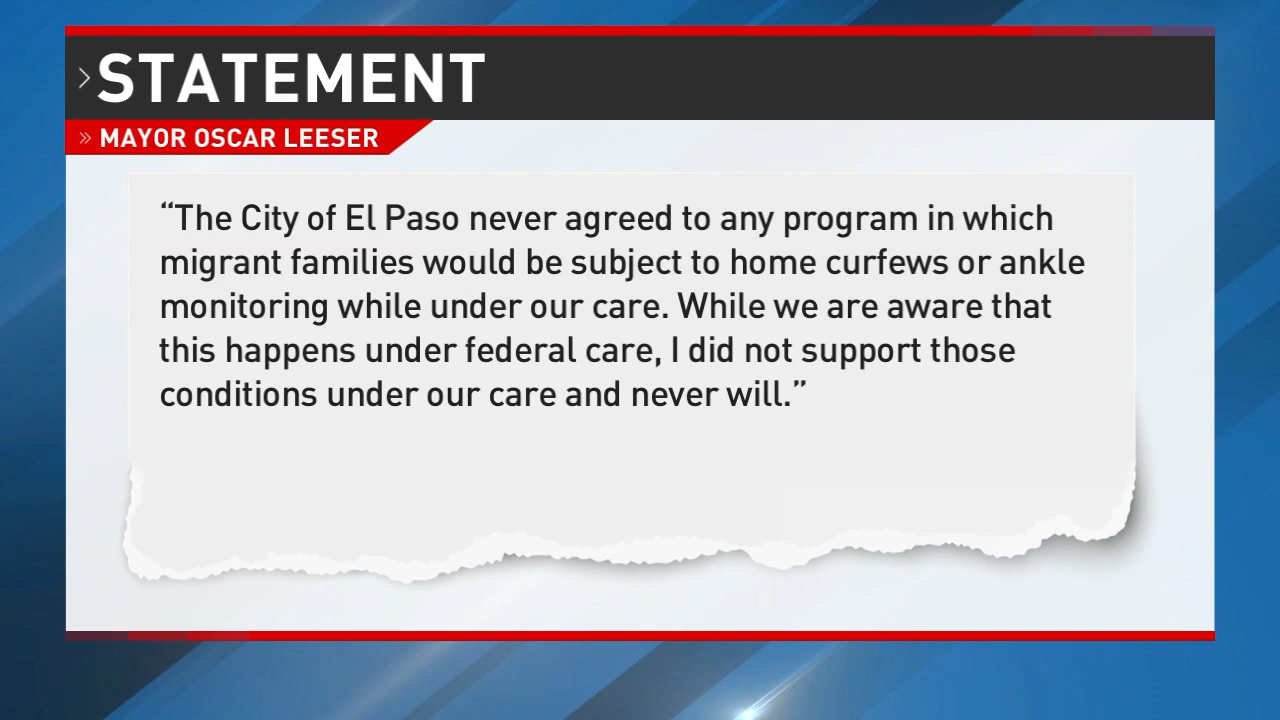 › STATEMENT
» MAYOR OSCAR LEESER
“The City of El Paso never agreed to any program in which
migrant families would be subject to home curfews or ankle
monitoring while under our care. While we are aware that
this happens under federal care, I did not support those
conditions under our care and never will.”